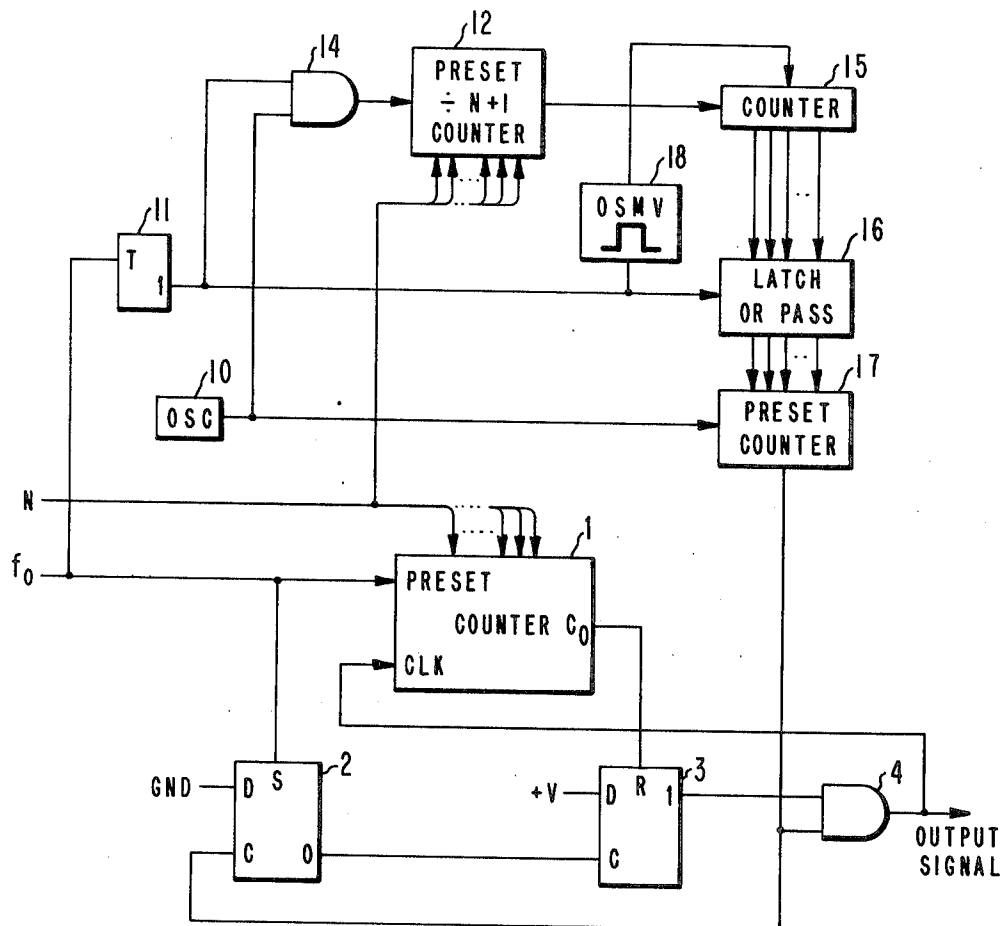 12
14
PRESET
÷ N+1
COUNTER
15
COUNTER
18
OSMV
11
T
1
16
LATCH
OR PASS
10
OSC
17
PRESET
COUNTER
N
1
f0
PRESET
COUNTER C0
CLK
2
GND
D
S
C
0
3
+V
D
R
1
C
4
OUTPUT
SIGNAL